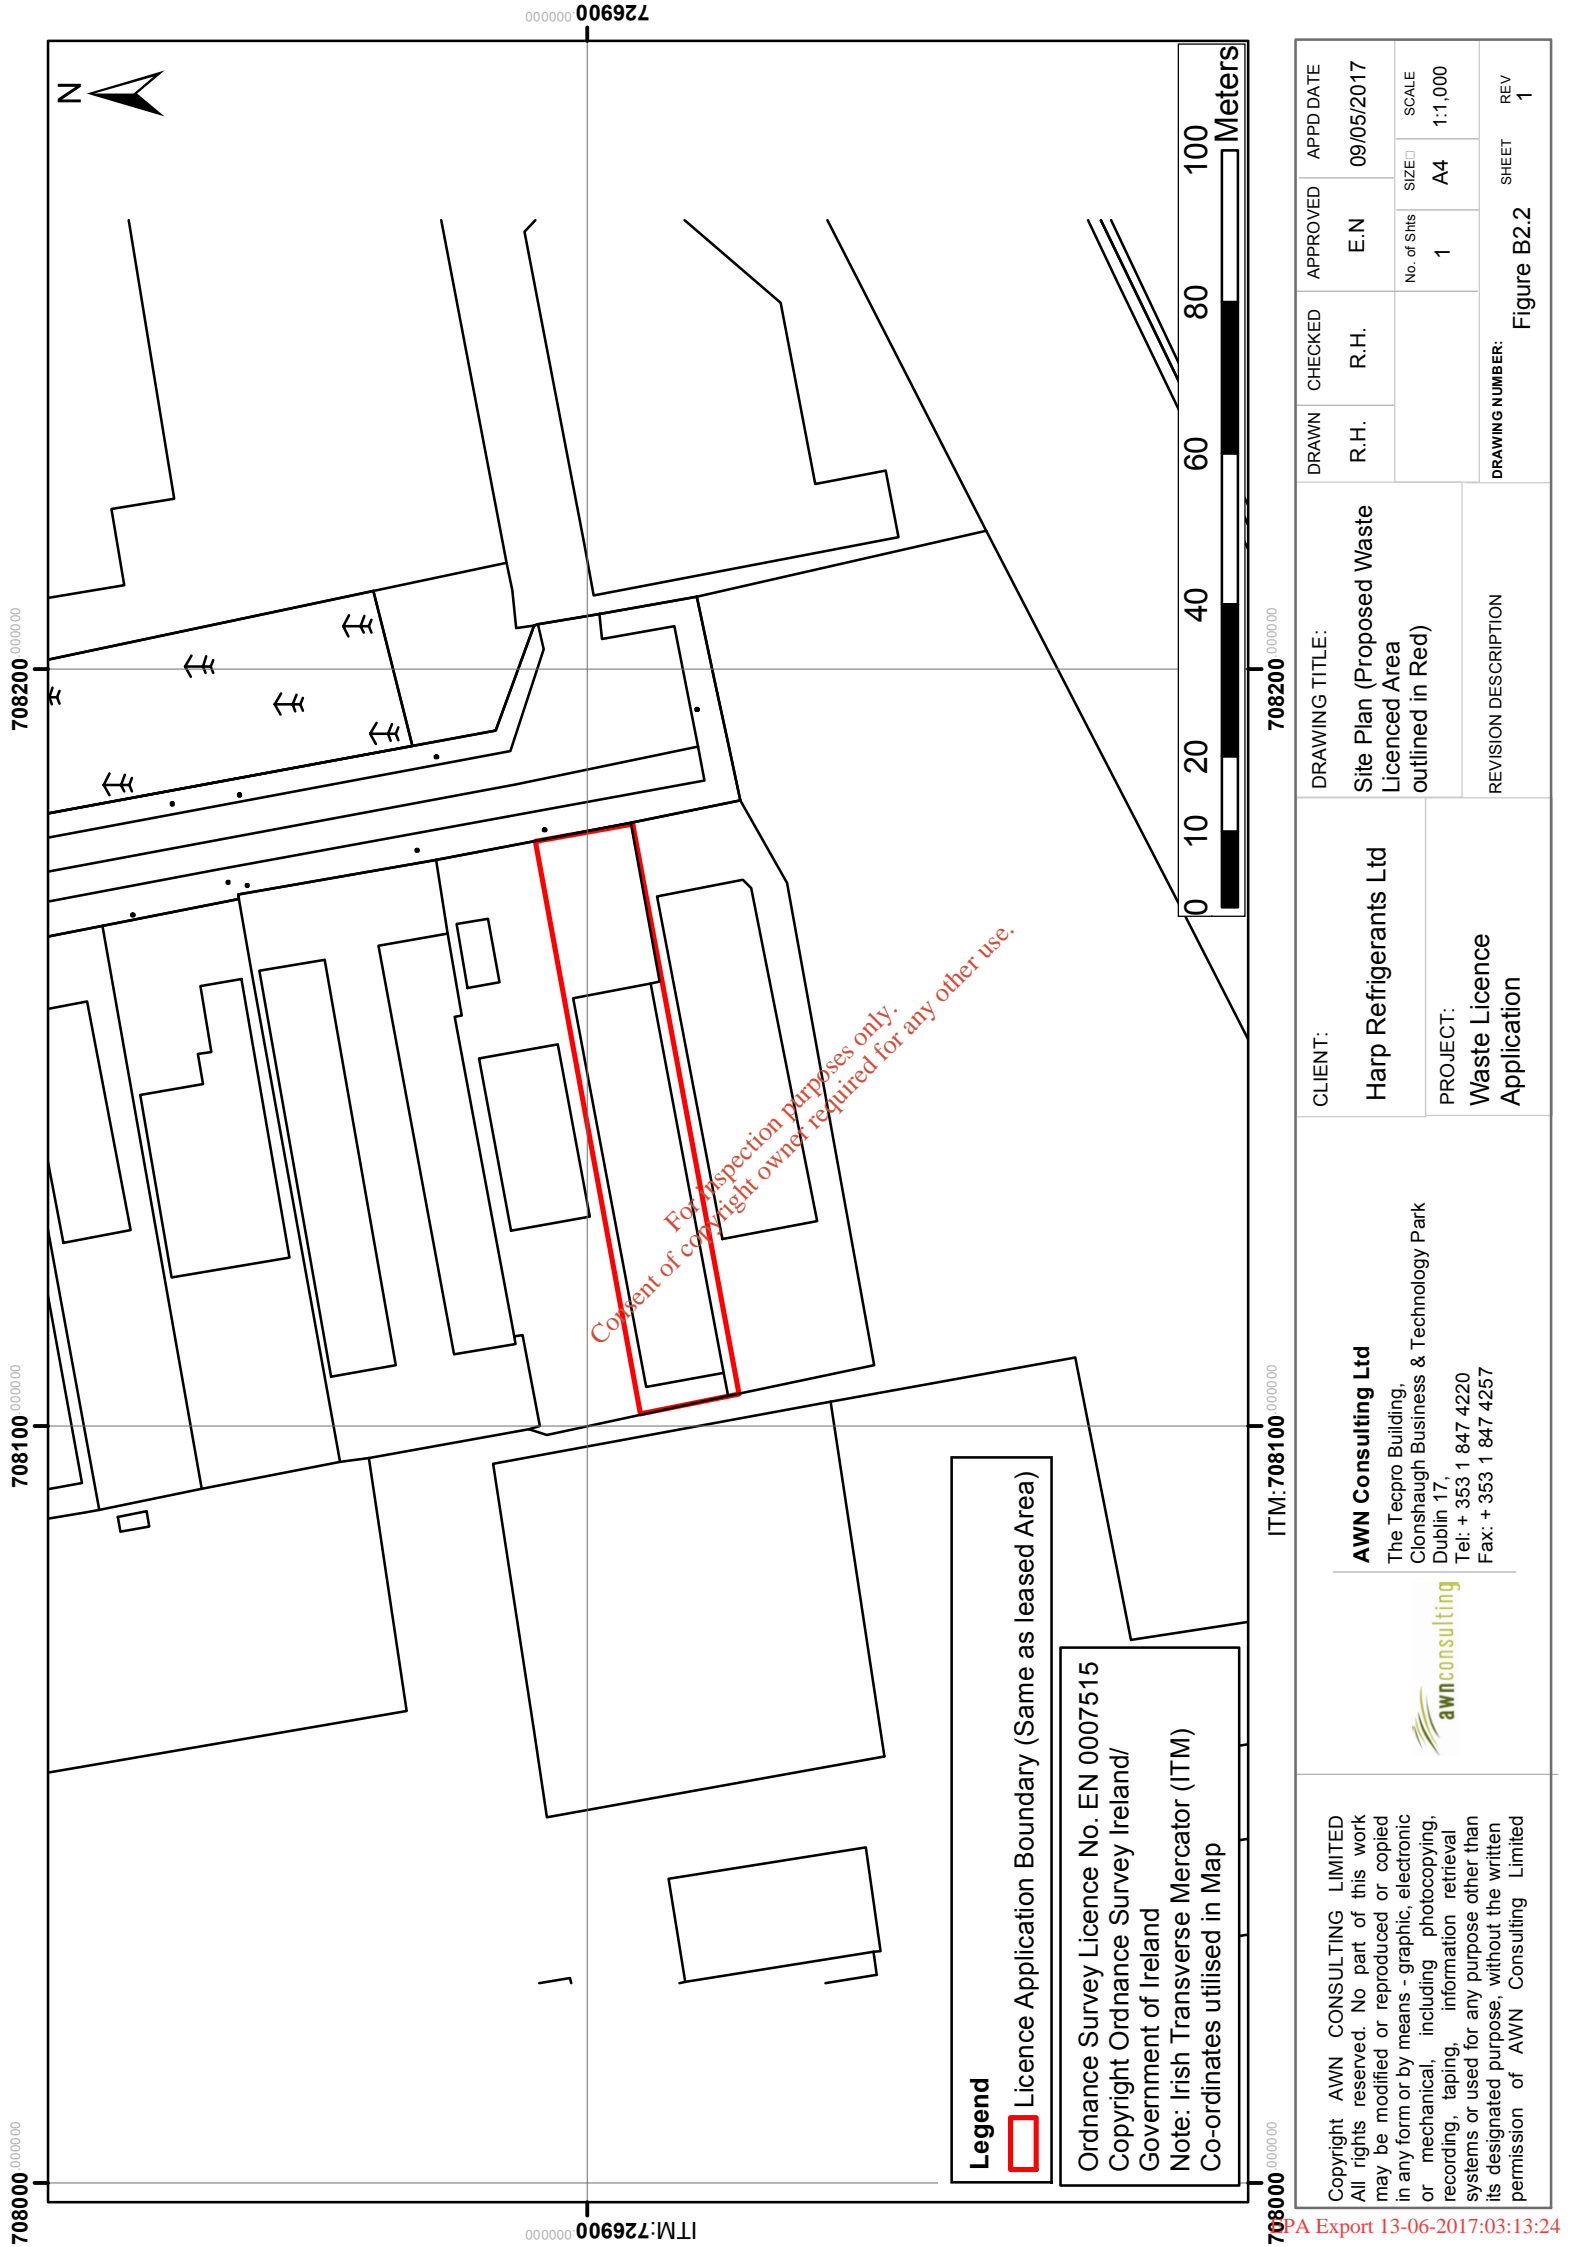 708000.000000
708100.000000
708200.000000
N
726900.000000
ITM:726900.000000
For inspection purposes only.
Consent of copyright owner required for any other use.
0 10 20 40 60 80 100
Meters
Legend
Licence Application Boundary (Same as leased Area)
Ordnance Survey Licence No. EN 0007515
Copyright Ordnance Survey Ireland/
Government of Ireland
Note: Irish Transverse Mercator (ITM)
Co-ordinates utilised in Map
708000.000000
ITM:708100.000000
708200.000000
Copyright AWN CONSULTING LIMITED
All rights reserved. No part of this work
may be modified or reproduced or copied
in any form or by means - graphic, electronic
or mechanical, including photocopying,
recording, taping, information retrieval
systems or used for any purpose other than
its designated purpose, without the written
permission of AWN Consulting Limited
awnconsulting
AWN Consulting Ltd
The Tecpro Building,
Clonshaugh Business & Technology Park
Dublin 17,
Tel: + 353 1 847 4220
Fax: + 353 1 847 4257
CLIENT:
Harp Refrigerants Ltd
PROJECT:
Waste Licence
Application
DRAWING TITLE:
Site Plan (Proposed Waste
Licenced Area
outlined in Red)
REVISION DESCRIPTION
DRAWN CHECKED APPROVED APPD DATE
R.H. R.H. E.N 09/05/2017
No. of Shts SIZE SCALE
1 A4 1:1,000
DRAWING NUMBER: SHEET REV
Figure B2.2 1
EPA Export 13-06-2017:03:13:24